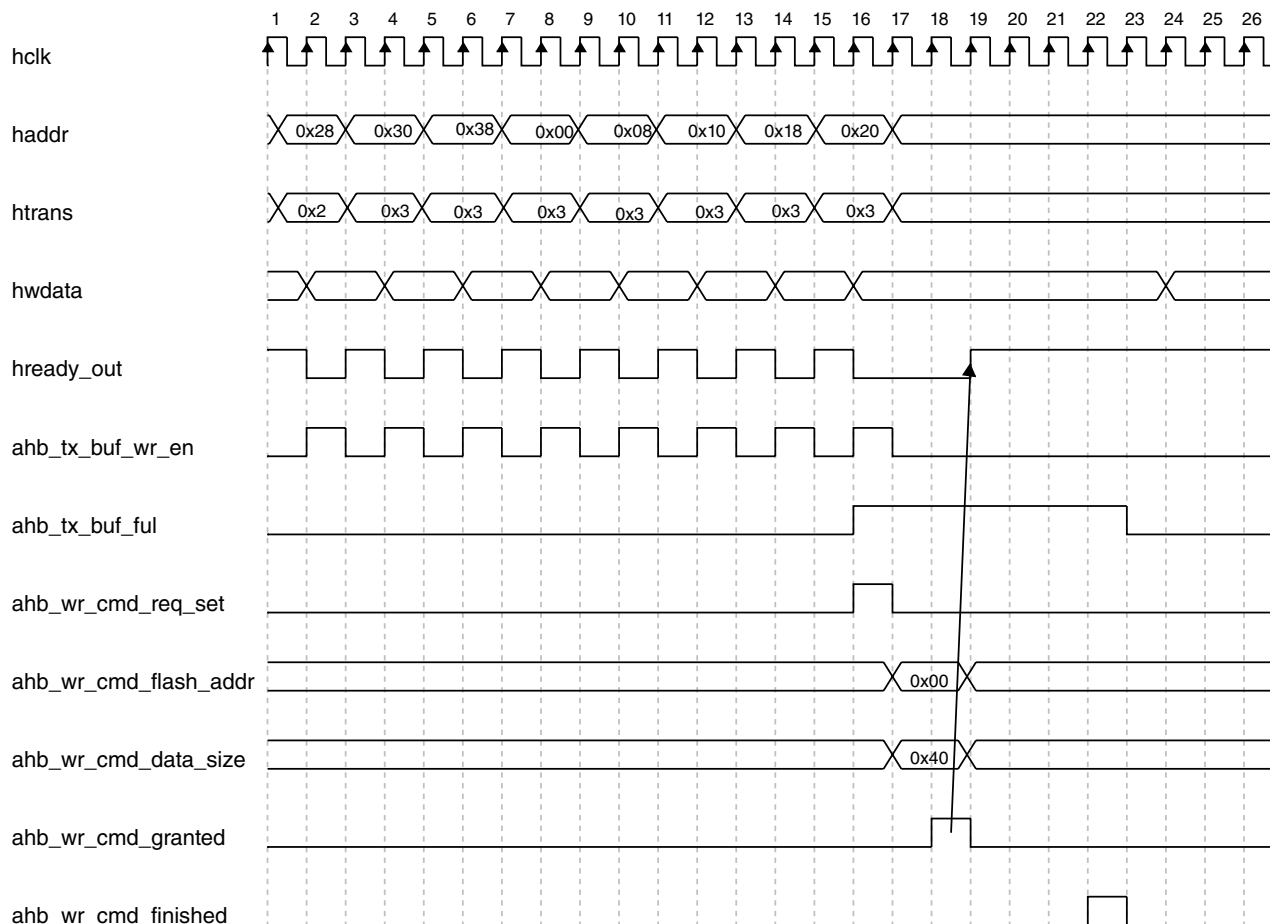 1 2 3 4 5 6 7 8 9 10 11 12 13 14 15 16 17 18 19 20 21 22 23 24 25 26
hclk
haddr 0x28 0x30 0x38 0x00 0x08 0x10 0x18 0x20
htrans 0x2 0x3 0x3 0x3 0x3 0x3 0x3 0x3
hwdata
hready_out
ahb_tx_buf_wr_en
ahb_tx_buf_ful
ahb_wr_cmd_req_set
ahb_wr_cmd_flash_addr 0x00
ahb_wr_cmd_data_size 0x40
ahb_wr_cmd_granted
ahb_wr_cmd_finished